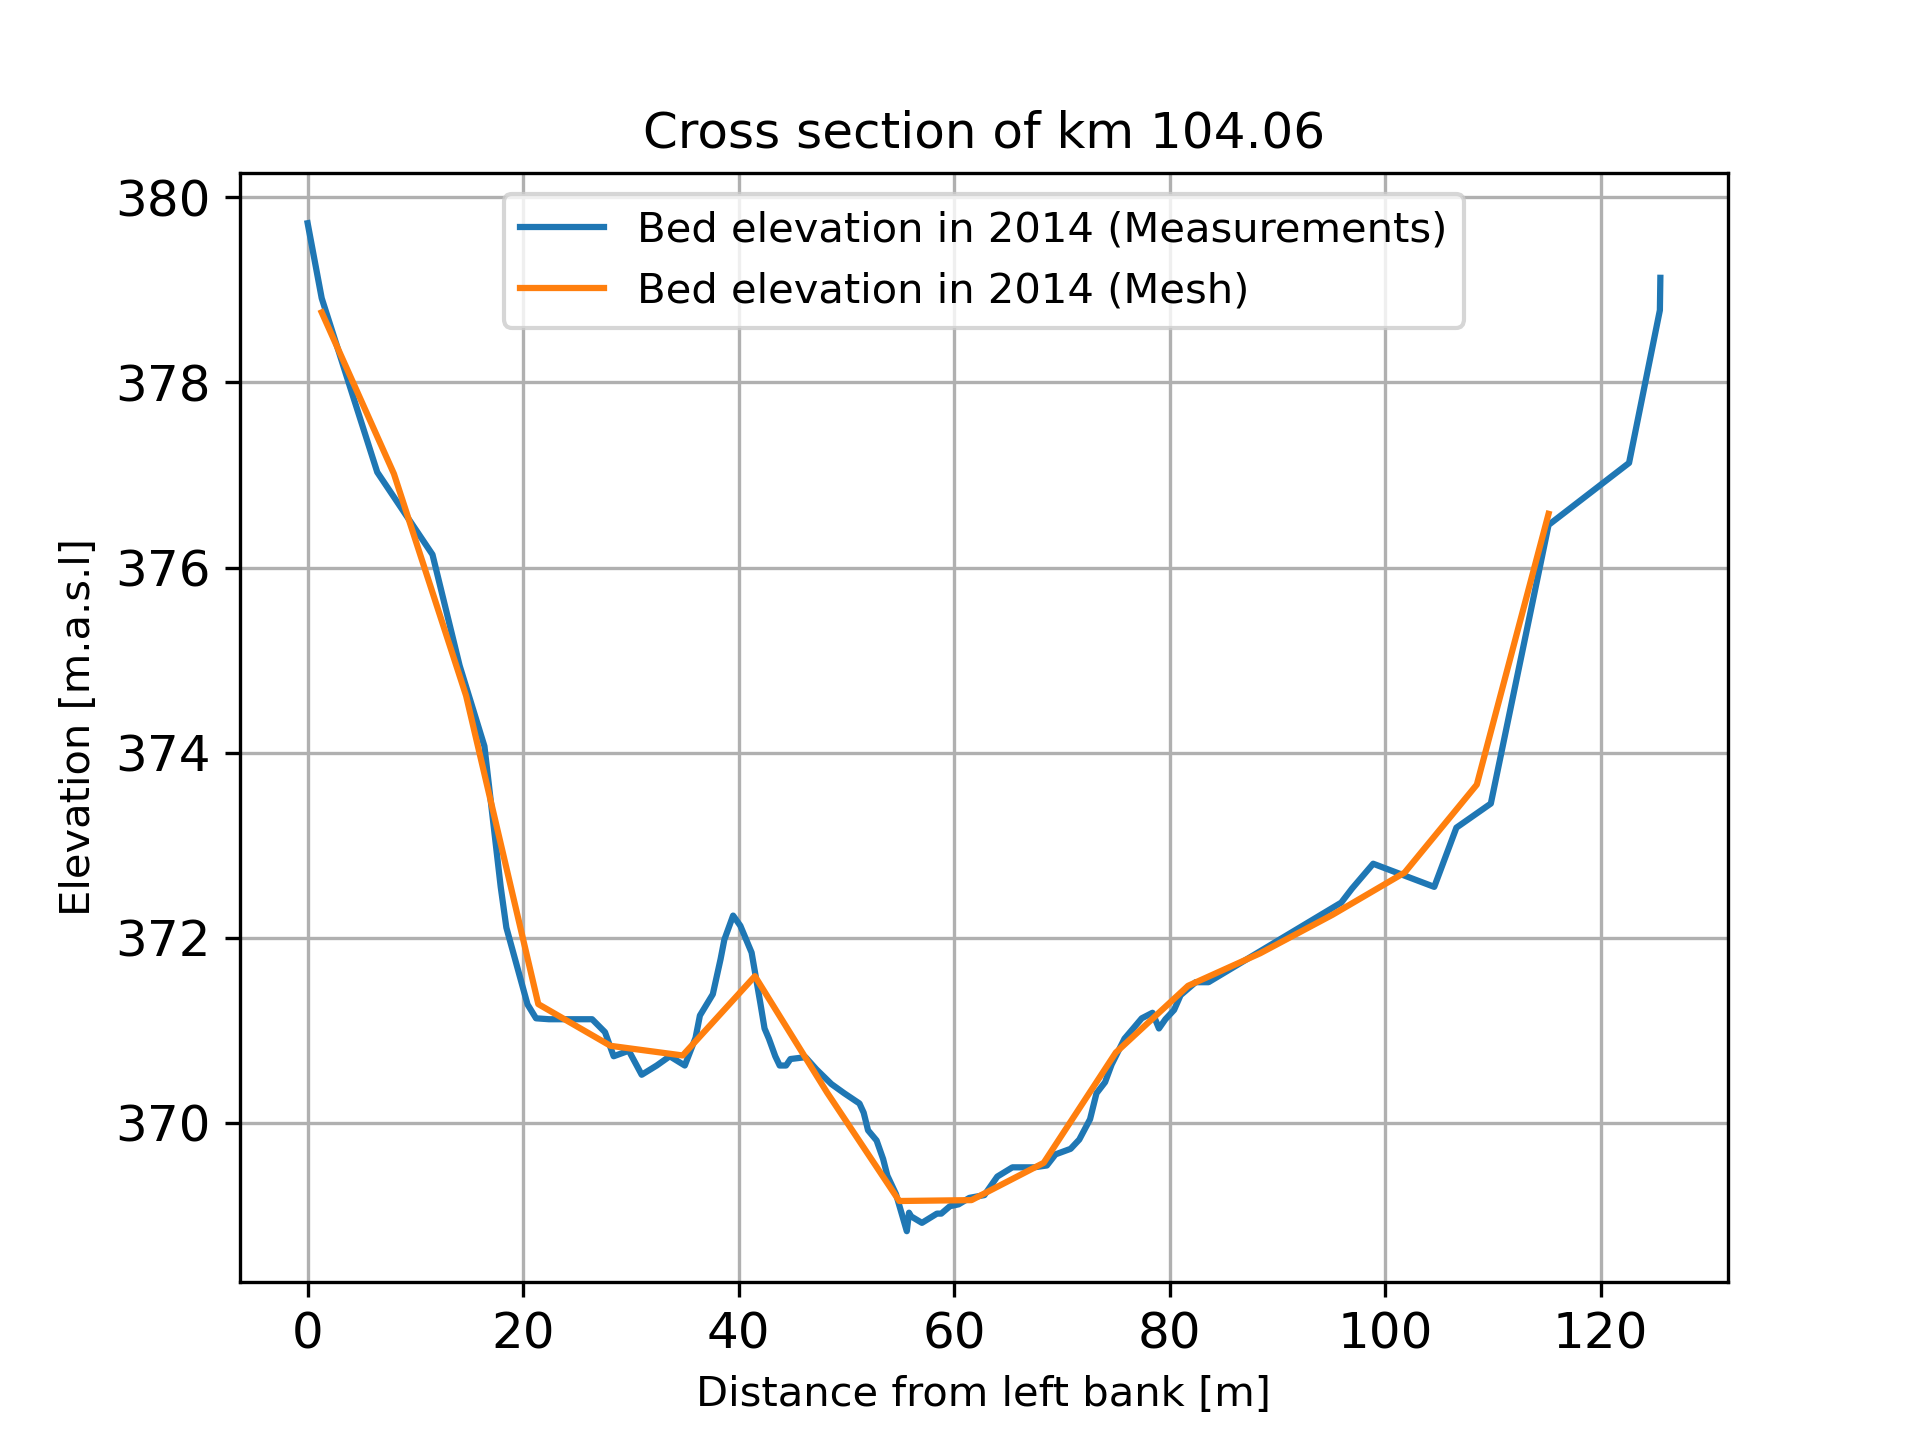 Cross section of km 104.06
Bed elevation in 2014 (Measurements)
Bed elevation in 2014 (Mesh)
Elevation [m.a.s.l]
380
378
376
374
372
370
0 20 40 60 80 100 120
Distance from left bank [m]